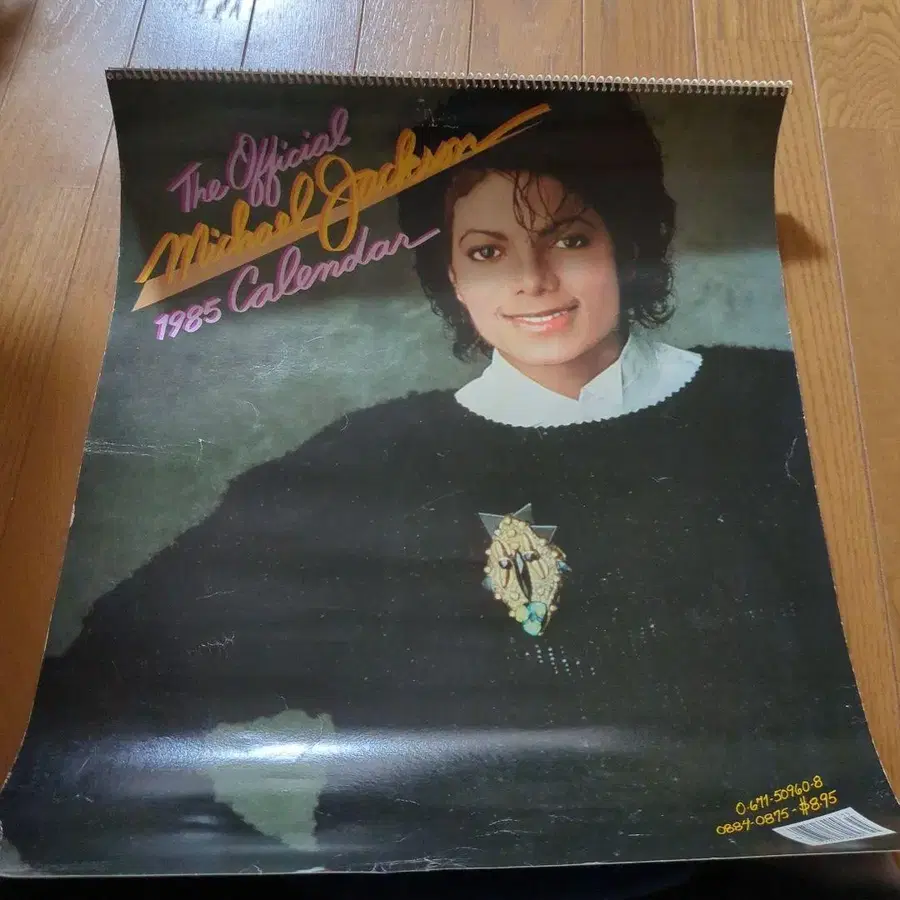 The Official
Michael Jackson
1985 Calendar
0-671-50960-8
0884-0875-$8.95